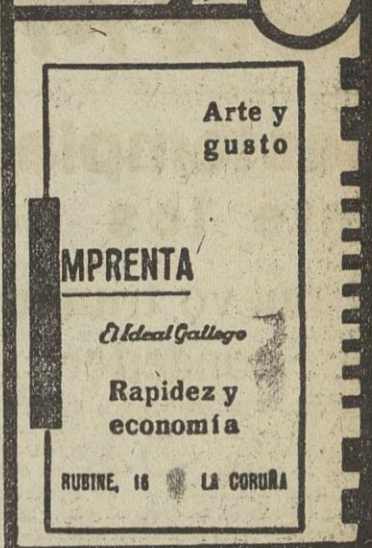 Arte y
gusto
IMPRENTA
El Ideal Gallego
Rapidez y
economía
RUBINE, 16 LA CORUÑA